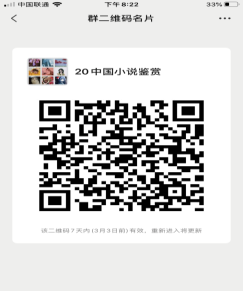 中国联通 下午8:22 33%
群二维码名片
20中国小说鉴赏
该二维码7天内(3月3日前)有效，重新进入将更新